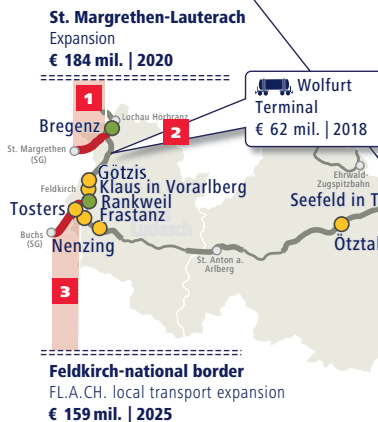 St. Margrethen-Lauterach
Expansion
€ 184 mil. | 2020
1
Lochau Hörbranz
Bregenz
2
St. Margrethen
(SG)
Wolfurt
Terminal
€ 62 mil. | 2018
Götzis
Feldkirch
Klaus in Vorarlberg
Rankweil
Tosters
Frastanz
Ludesch
Buchs
(SG)
Nenzing
Ehrwald-
Zugspitzbahn
Seefeld in T
Ötztal
St. Anton a.
Arlberg
3
Feldkirch-national border
FL.A.CH. local transport expansion
€ 159 mil. | 2025